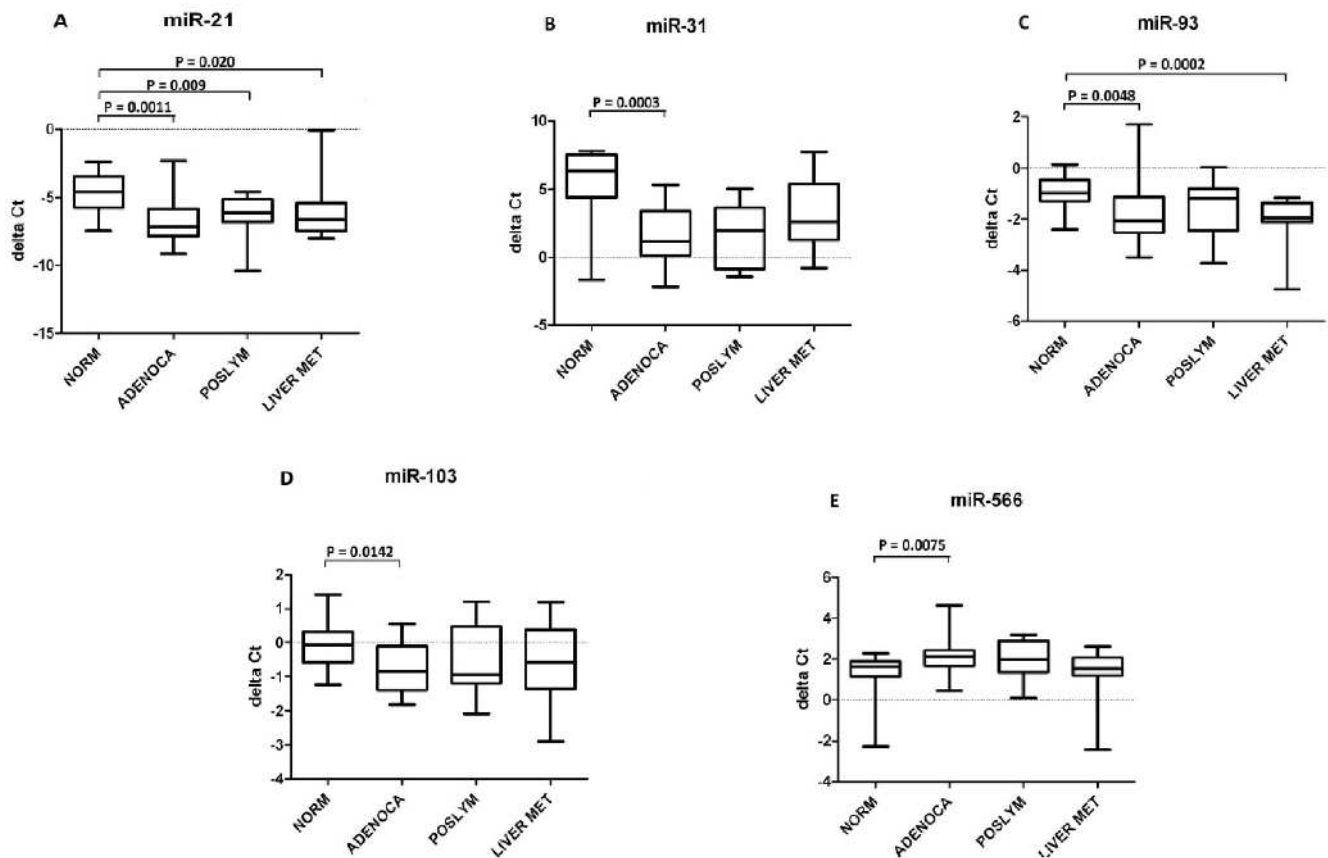 A
miR-21
P = 0.020
P = 0.009
P = 0.0011
0
-5
-10
-15
delta Ct
NORM
ADENOCA
POSLYM
LIVER MET
B
miR-31
P = 0.0003
10
5
0
-5
delta Ct
NORM
ADENOCA
POSLYM
LIVER MET
C
miR-93
P = 0.0002
P = 0.0048
2
0
-2
-4
-6
delta Ct
NORM
ADENOCA
POSLYM
LIVER MET
D
miR-103
P = 0.0142
2
1
0
-1
-2
-3
-4
delta Ct
NORM
ADENOCA
POSLYM
LIVER MET
E
miR-566
P = 0.0075
6
4
2
0
-2
-4
delta Ct
NORM
ADENOCA
POSLYM
LIVER MET